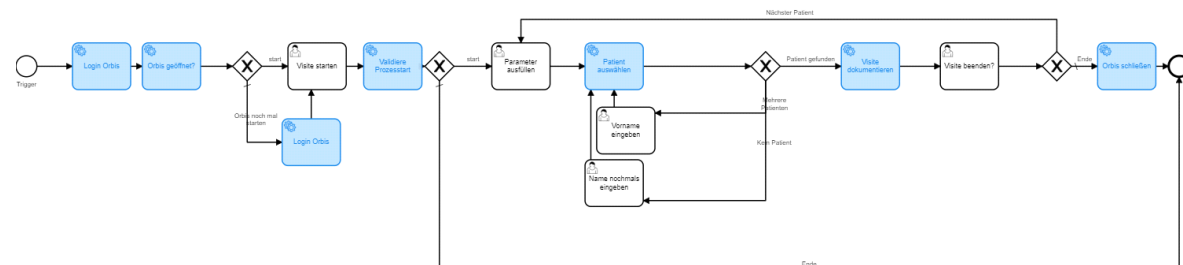 Nächster Patient
Trigger
Login Orbis
Orbis geöffnet?
start
Visite starten
Validiere
Prozessstart
start
Parameter
ausfüllen
Patient
auswählen
Patient gefunden
Visite
dokumentieren
Visite beenden?
Ende
Orbis schließen
Orbis noch mal
starten
Login Orbis
Mehrere
Patienten
Vorname
eingeben
Kein Patient
Name nochmals
eingeben
Ende